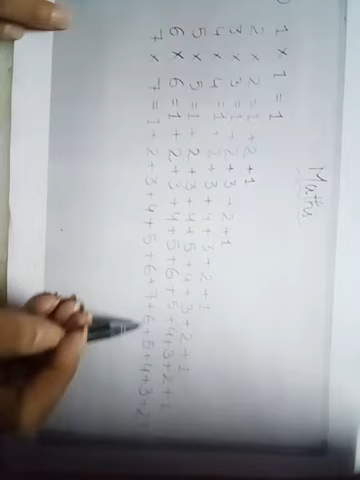 Maths
1 × 1 = 1
2 × 2 = 1 + 2 + 1
3 × 3 = 1 + 2 + 3 + 2 + 1
4 × 4 = 1 + 2 + 3 + 4 + 3 + 2 + 1
5 × 5 = 1 + 2 + 3 + 4 + 5 + 4 + 3 + 2 + 1
6 × 6 = 1 + 2 + 3 + 4 + 5 + 6 + 5 + 4 + 3 + 2 + 1
7 × 7 = 1 + 2 + 3 + 4 + 5 + 6 + 7 + 6 + 5 + 4 + 3 + 2 1